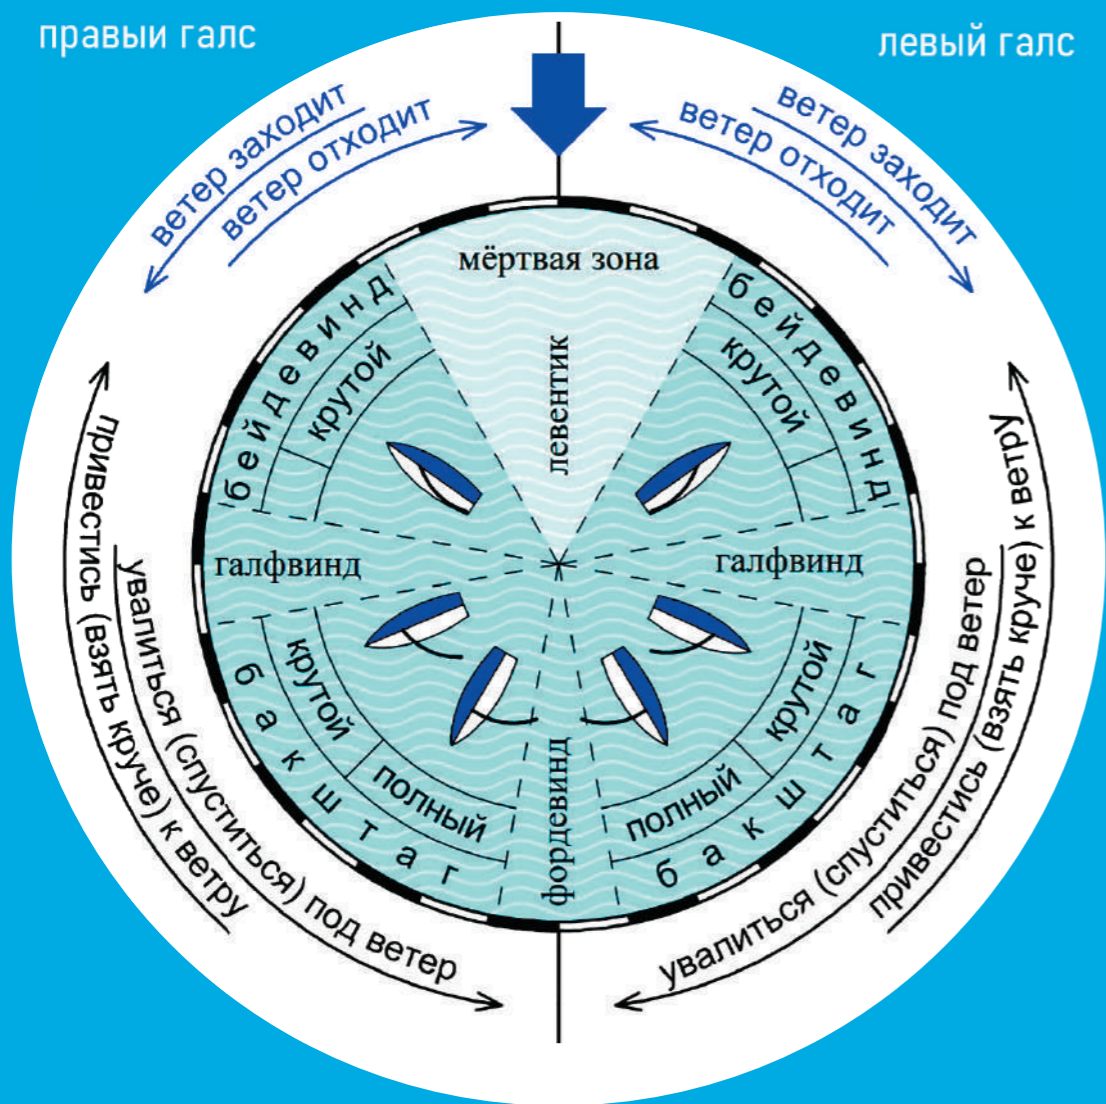 правыи галс
левый галс
ветер заходит
ветер отходит
ветер заходит
ветер отходит
мёртвая зона
левентик
бейдевинд
крутой
бейдевинд
крутой
галфвинд
галфвинд
крутой
полный
бакштаг
крутой
полный
бакштаг
фордевинд
привестись (взять круче) к ветру
увалиться (спуститься) под ветер
увалиться (спуститься) под ветер
привестись (взять круче) к ветру